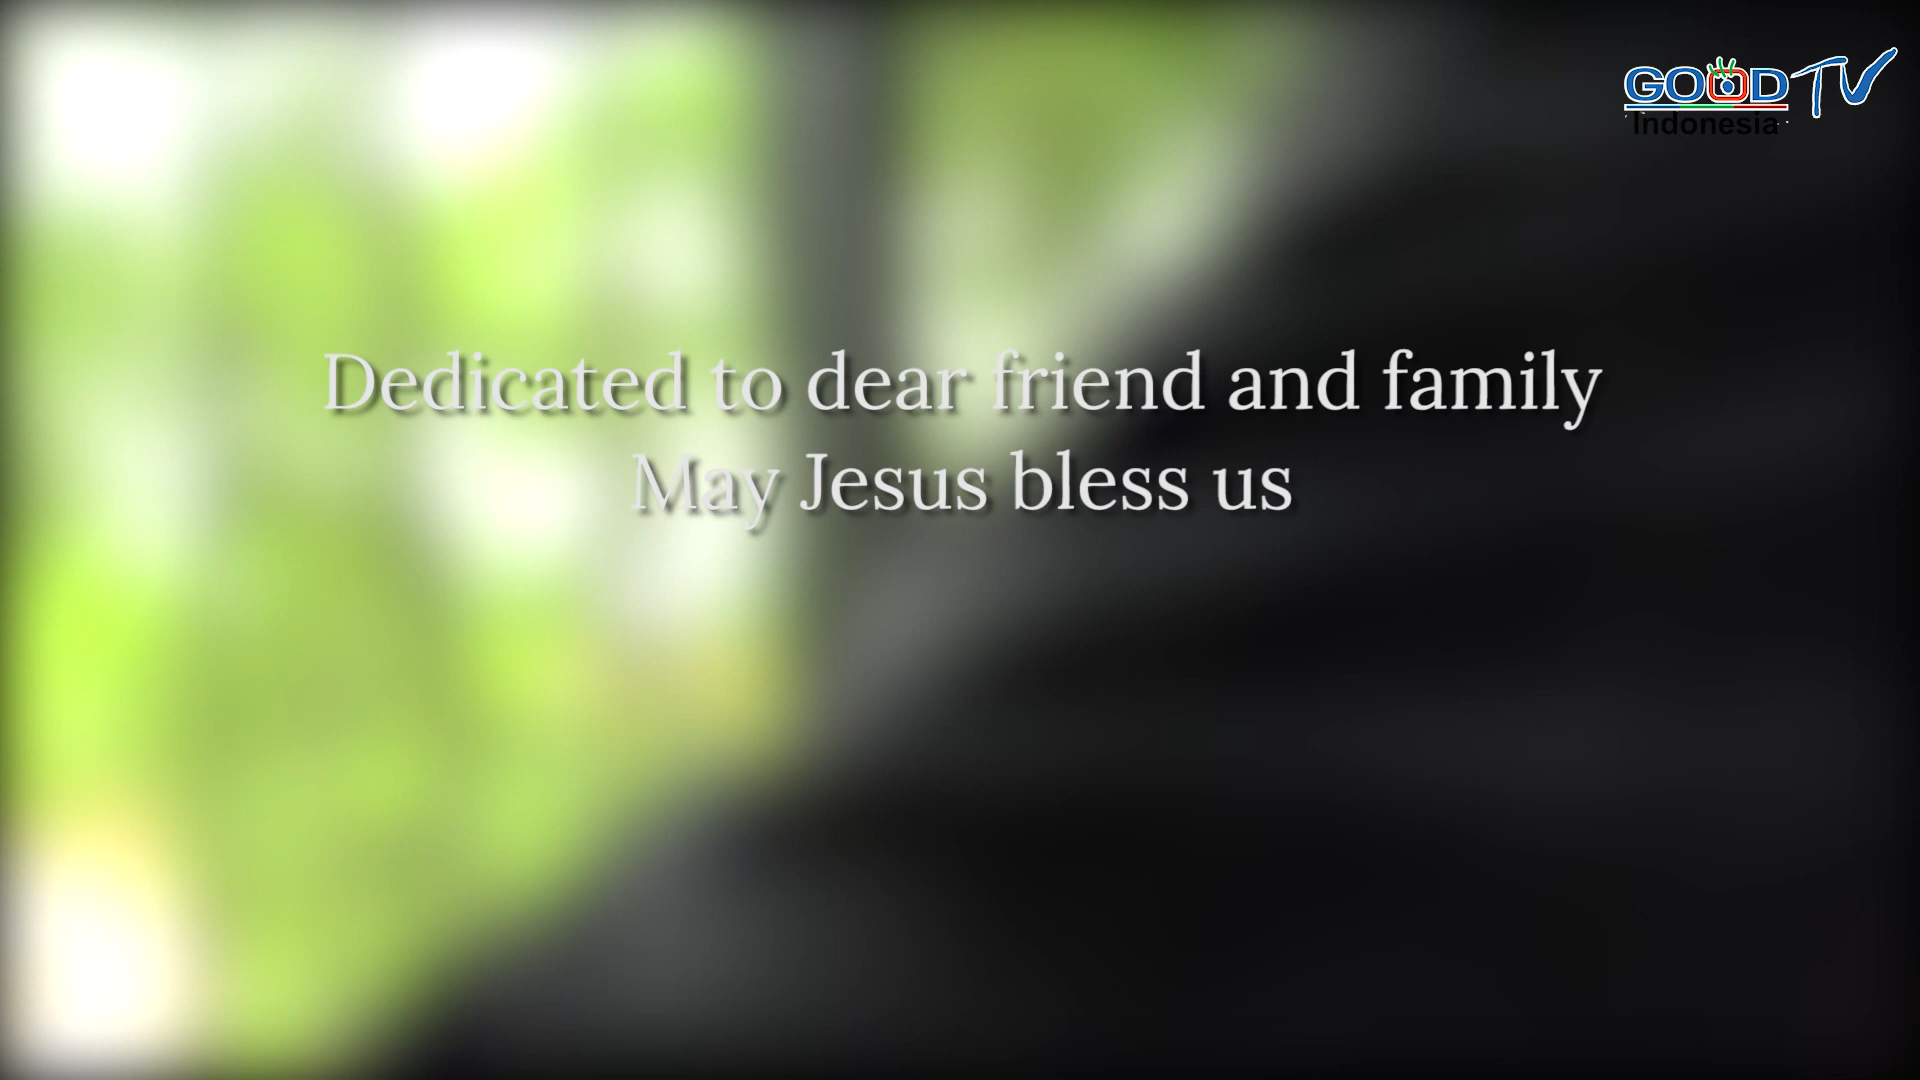 GOOD TV
Indonesia
Dedicated to dear friend and family
May Jesus bless us